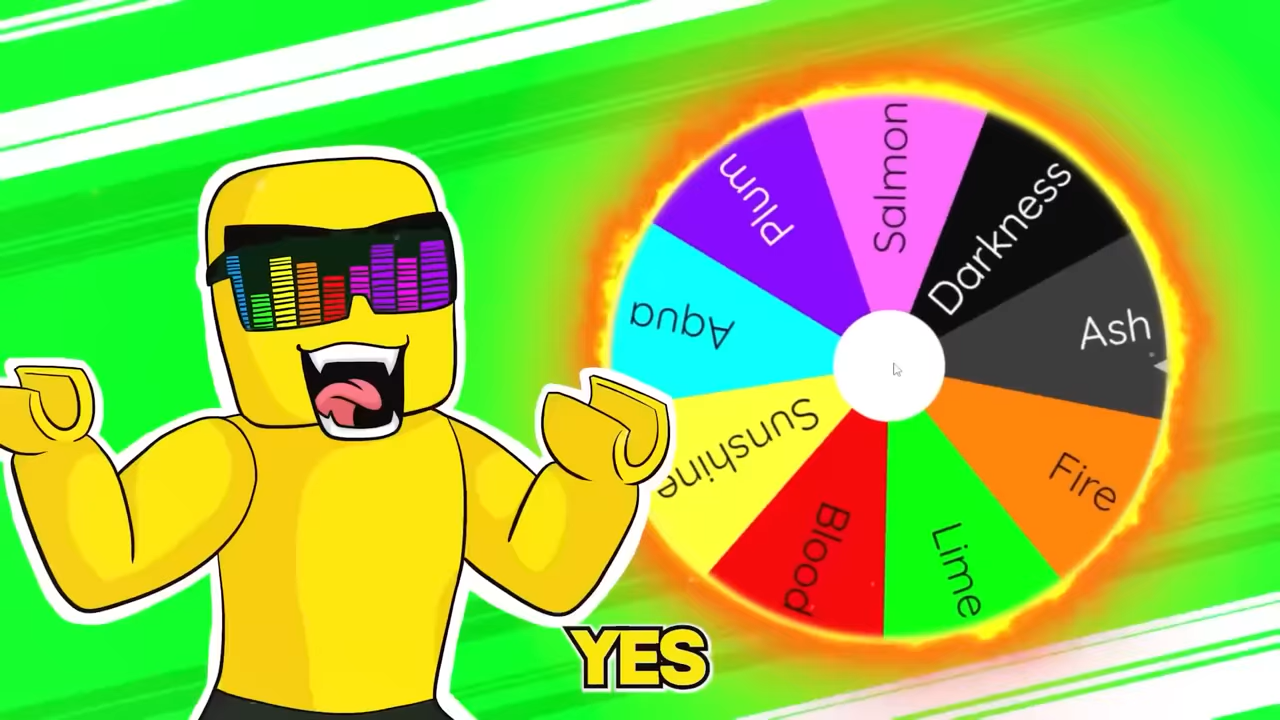 Salmon
Darkness
Ash
Fire
Lime
Blood
Sunshine
Aqua
Plum
YES